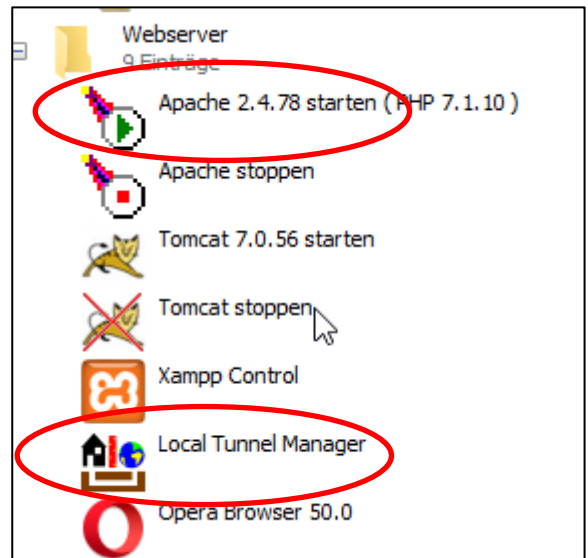 Webserver
9 Einträge
Apache 2.4.78 starten ( PHP 7.1.10 )
Apache stoppen
Tomcat 7.0.56 starten
Tomcat stoppen
Xampp Control
Local Tunnel Manager
Opera Browser 50.0